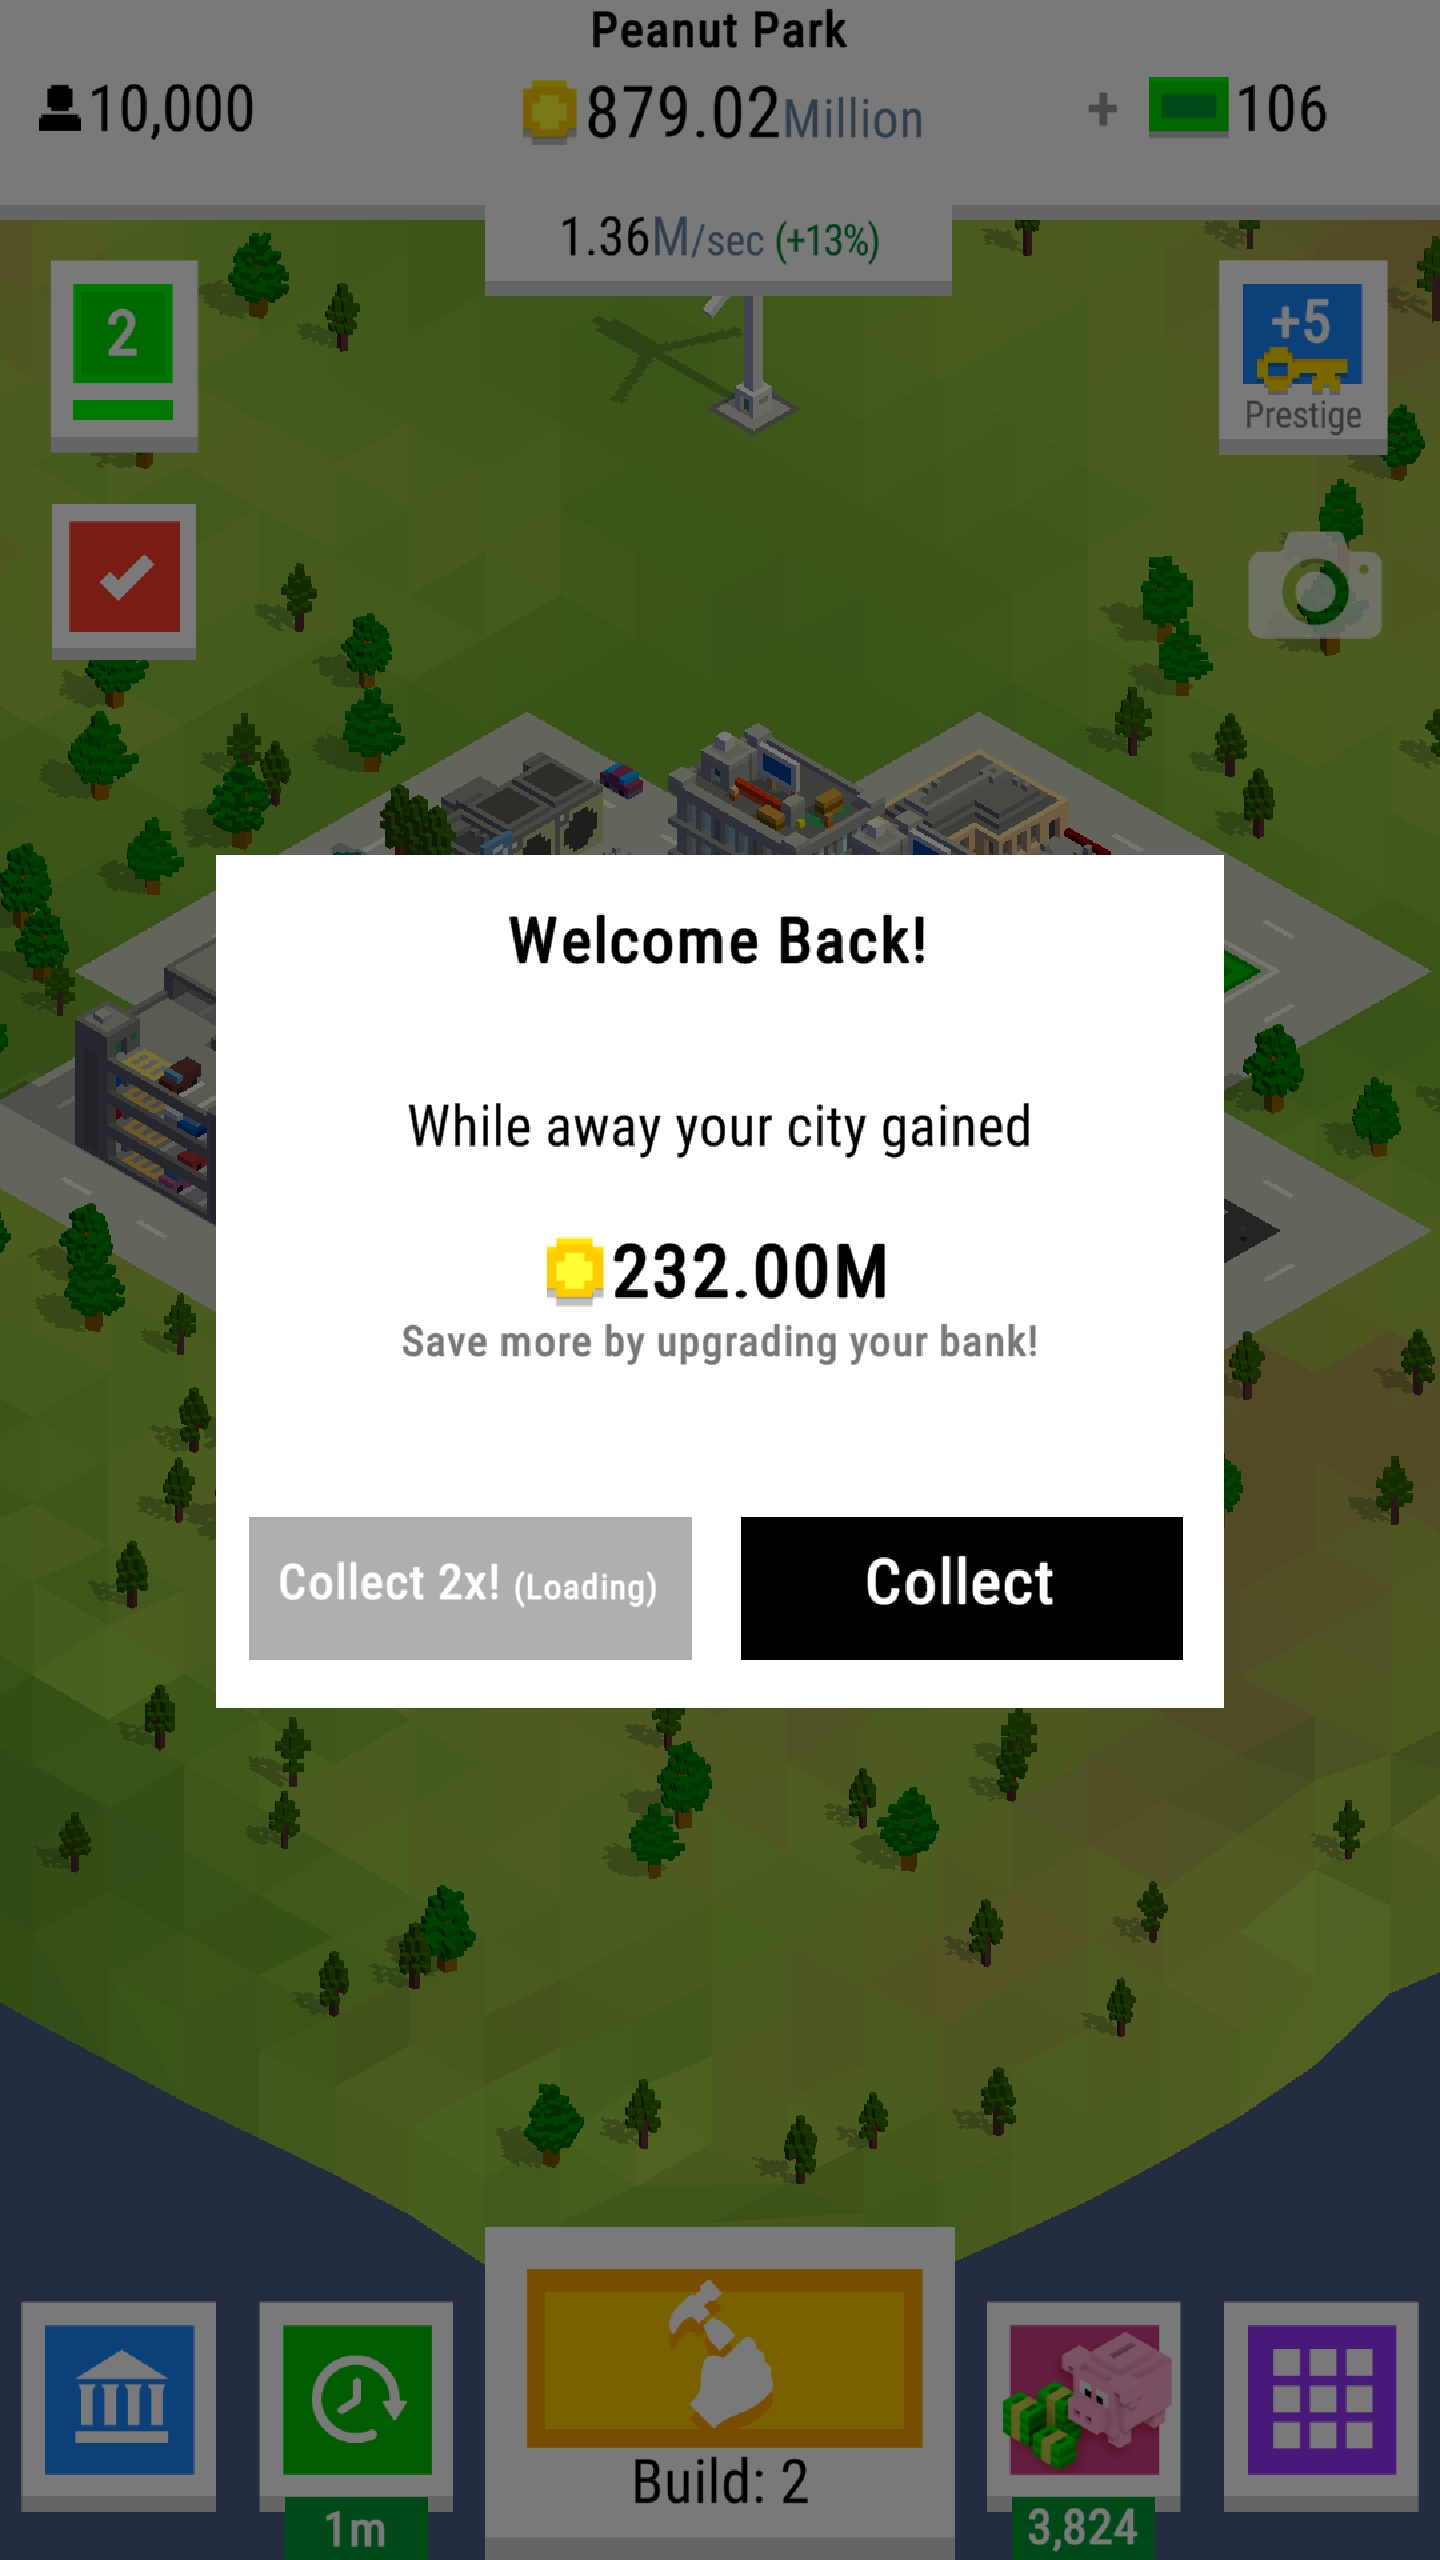 Peanut Park
10,000
879.02Million
+ 106
1.36M/sec (+13%)
2
+5
Prestige
Welcome Back!
While away your city gained
232.00M
Save more by upgrading your bank!
Collect 2x! (Loading)
Collect
Build: 2
1m
3,824